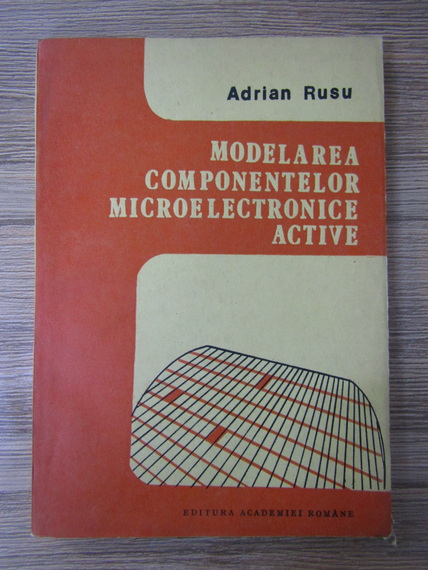 Adrian Rusu
MODELAREA
COMPONENTELOR
MICROELECTRONICE
ACTIVE
EDITURA ACADEMIEI ROMÂNE